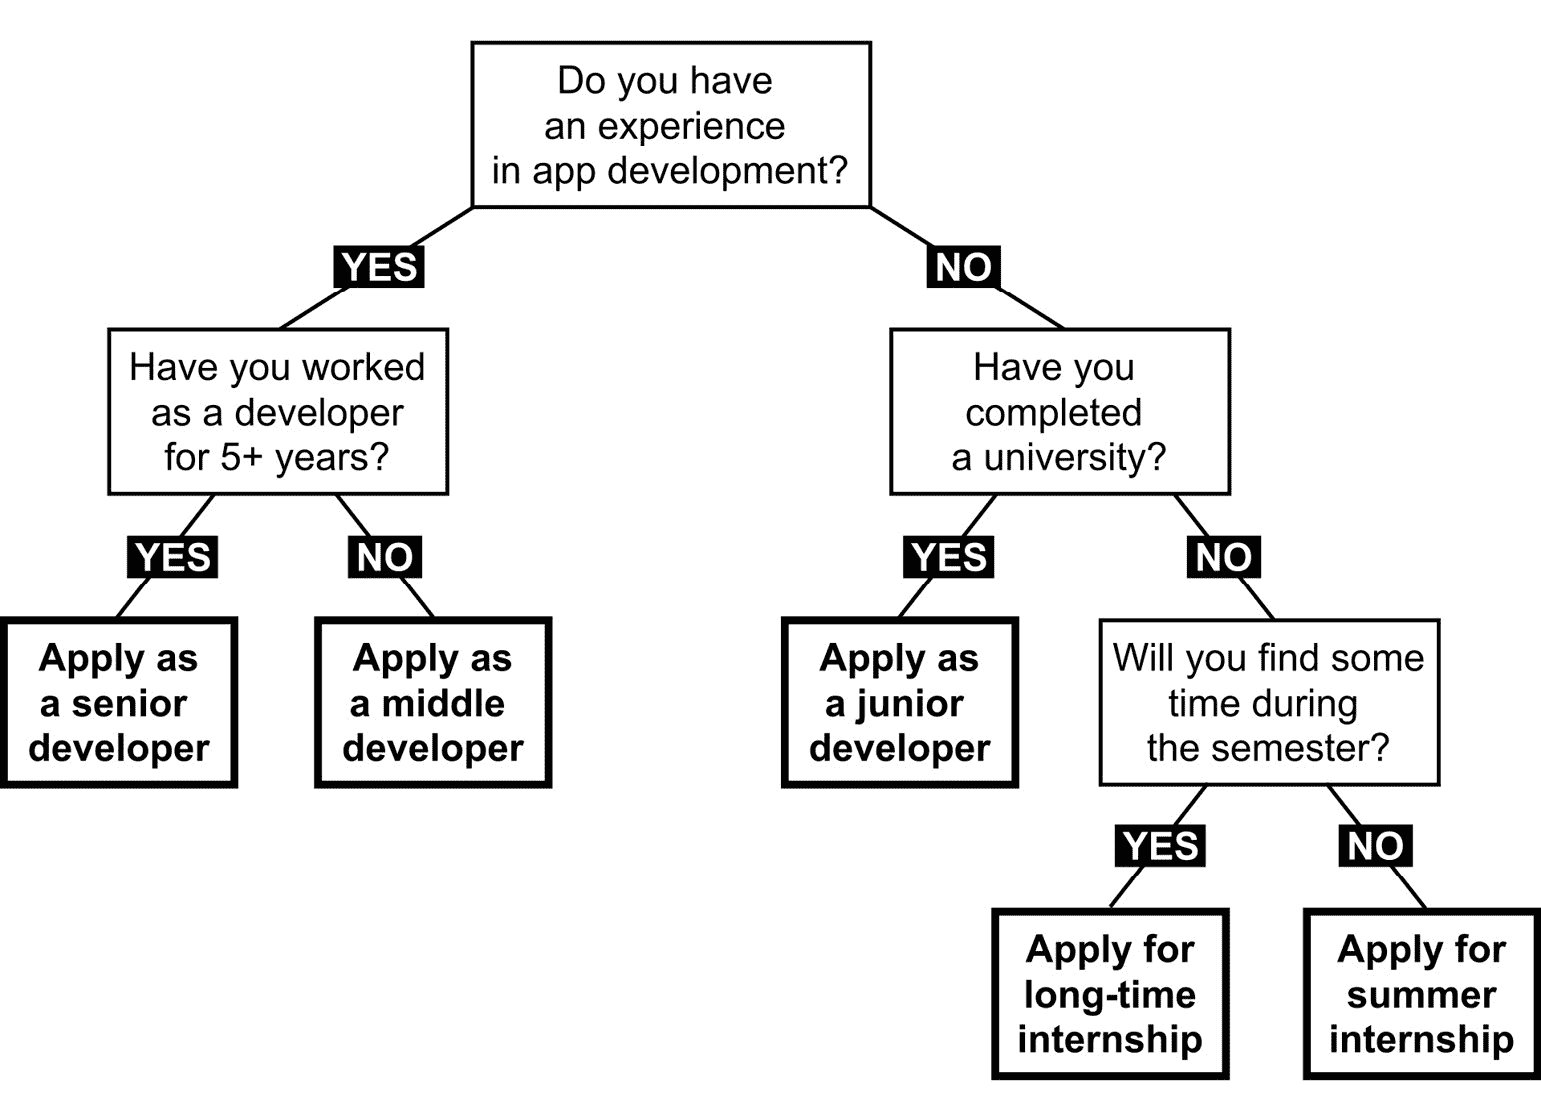 Do you have
an experience
in app development?
YES
NO
Have you worked
as a developer
for 5+ years?
Have you
completed
a university?
YES
NO
YES
NO
Apply as
a senior
developer
Apply as
a middle
developer
Apply as
a junior
developer
Will you find some
time during
the semester?
YES
NO
Apply for
long-time
internship
Apply for
summer
internship